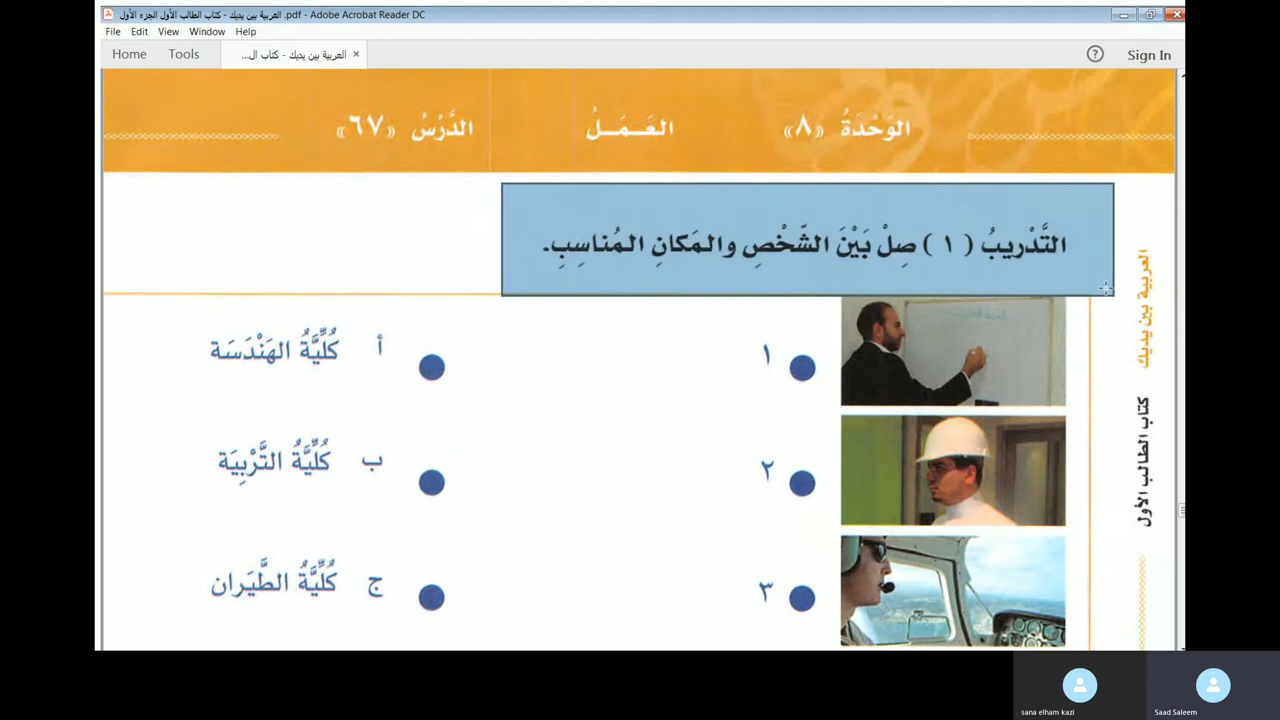 العربية بين يديك - كتاب الطالب الأول الجزء الأول.pdf - Adobe Acrobat Reader DC
File Edit View Window Help
Home Tools العربية بين يديك - كتاب ال... × ? Sign In
الوَحْدَةُ «٨» العَـمَـلُ الدَّرْسُ «٦٧»
التَّدْريبُ ( ١ ) صِلْ بَيْنَ الشّخْصِ والمَكانِ المُناسِبِ.
١ أ كُلِّيَّةُ الهَنْدَسَة
٢ ب كُلِّيَّةُ التَّرْبِيَة
٣ ج كُلِّيَّةُ الطَّيَران
العربية بين يديك
كتاب الطالب الأول
sana elham kazi
Saad Saleem